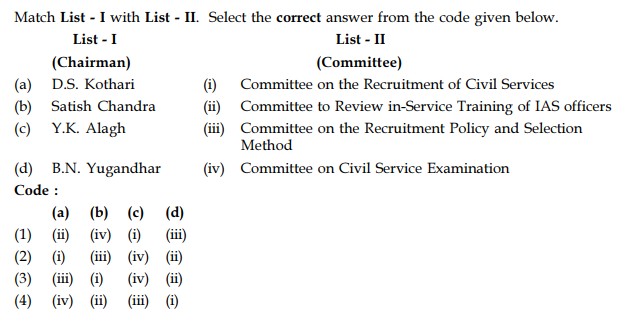 Match List - I with List - II. Select the correct answer from the code given below.
List - I List - II
(Chairman) (Committee)
(a) D.S. Kothari (i) Committee on the Recruitment of Civil Services
(b) Satish Chandra (ii) Committee to Review in-Service Training of IAS officers
(c) Y.K. Alagh (iii) Committee on the Recruitment Policy and Selection
Method
(d) B.N. Yugandhar (iv) Committee on Civil Service Examination
Code :
(a) (b) (c) (d)
(1) (ii) (iv) (i) (iii)
(2) (i) (iii) (iv) (ii)
(3) (iii) (i) (iv) (ii)
(4) (iv) (ii) (iii) (i)